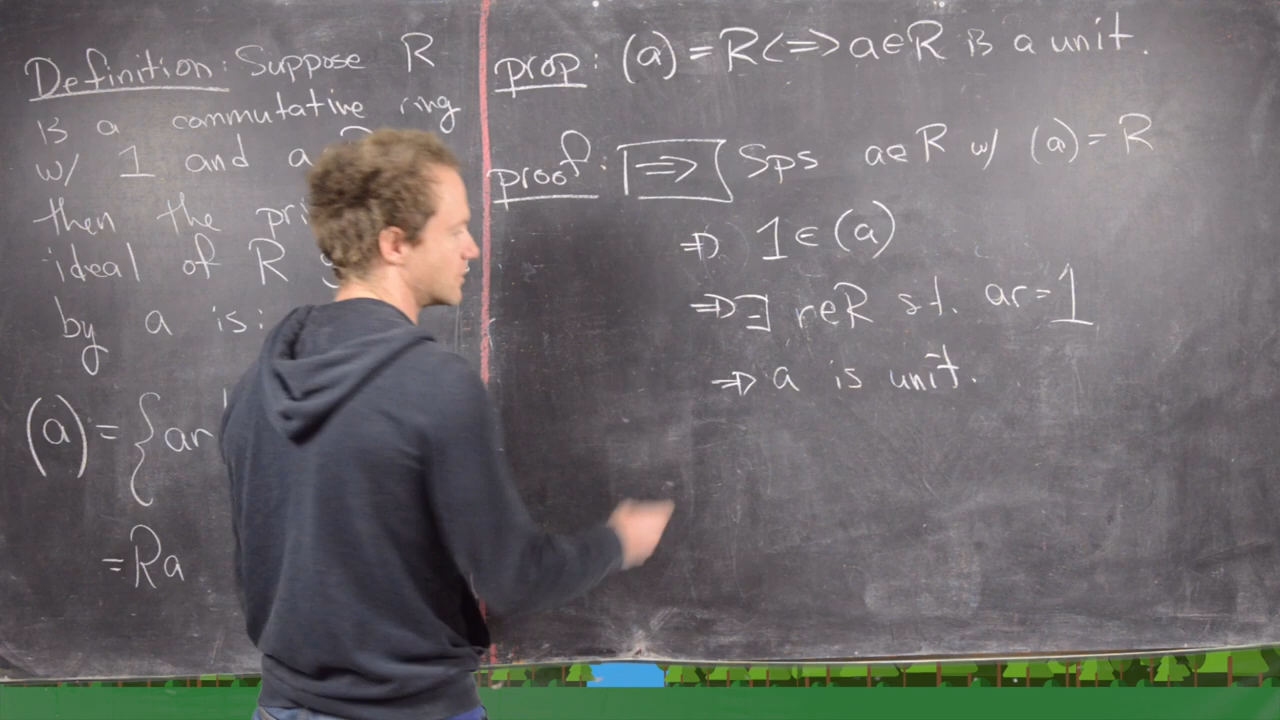 Definition: Suppose R
is a commutative ring
w/ 1 and a
then the
ideal of R
by a is:
(a) = { ar
= Ra
prop: (a) = R <=> a∈R is a unit.
proof: => Sps a∈R w/ (a) = R
=> 1 ∈ (a)
=> ∃ r∈R s.t. ar = 1
=> a is unit.